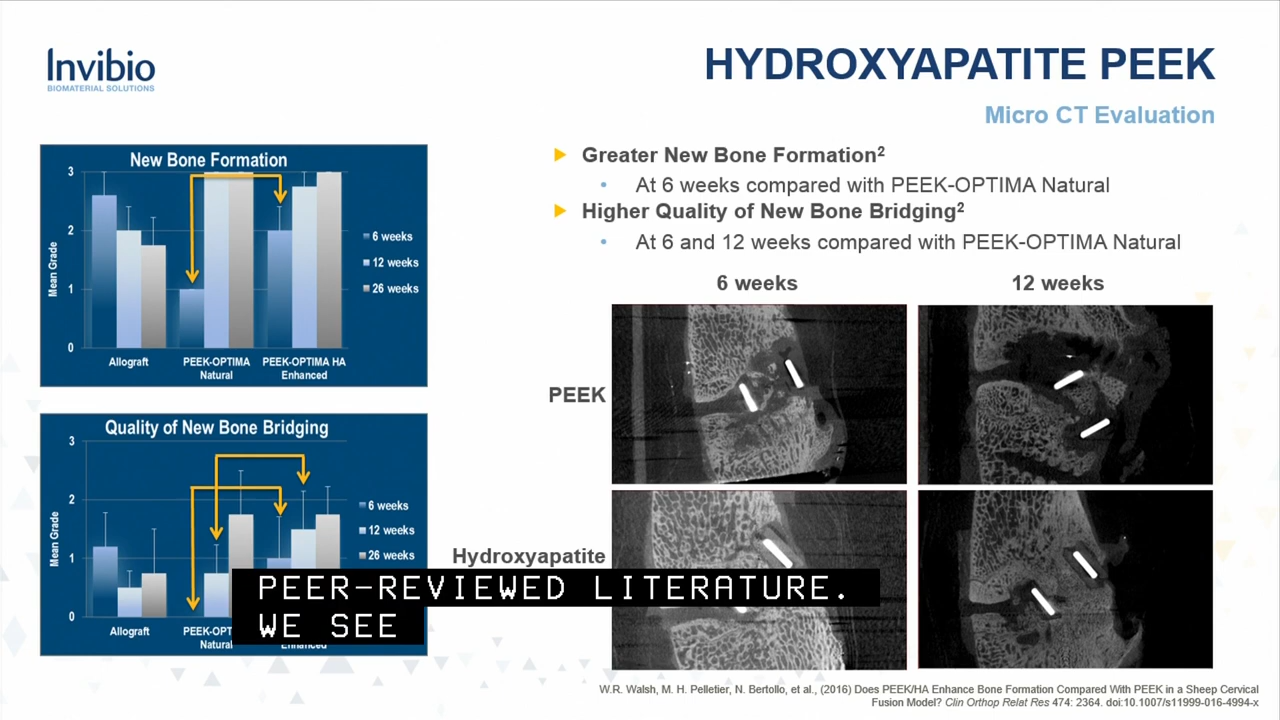 Invibio
BIOMATERIAL SOLUTIONS
HYDROXYAPATITE PEEK
Micro CT Evaluation
New Bone Formation
3
2
1
0
Mean Grade
Allograft
PEEK-OPTIMA
Natural
PEEK-OPTIMA HA
Enhanced
6 weeks
12 weeks
26 weeks
Greater New Bone Formation²
• At 6 weeks compared with PEEK-OPTIMA Natural
Higher Quality of New Bone Bridging²
• At 6 and 12 weeks compared with PEEK-OPTIMA Natural
6 weeks
12 weeks
PEEK
Hydroxyapatite
Quality of New Bone Bridging
3
2
1
0
Mean Grade
6 weeks
12 weeks
26 weeks
Allograft
PEEK-OPT
Natural
Enhanced
PEER-REVIEWED LITERATURE.
WE SEE
W.R. Walsh, M. H. Pelletier, N. Bertollo, et al., (2016) Does PEEK/HA Enhance Bone Formation Compared With PEEK in a Sheep Cervical
Fusion Model? Clin Orthop Relat Res 474: 2364. doi:10.1007/s11999-016-4994-x